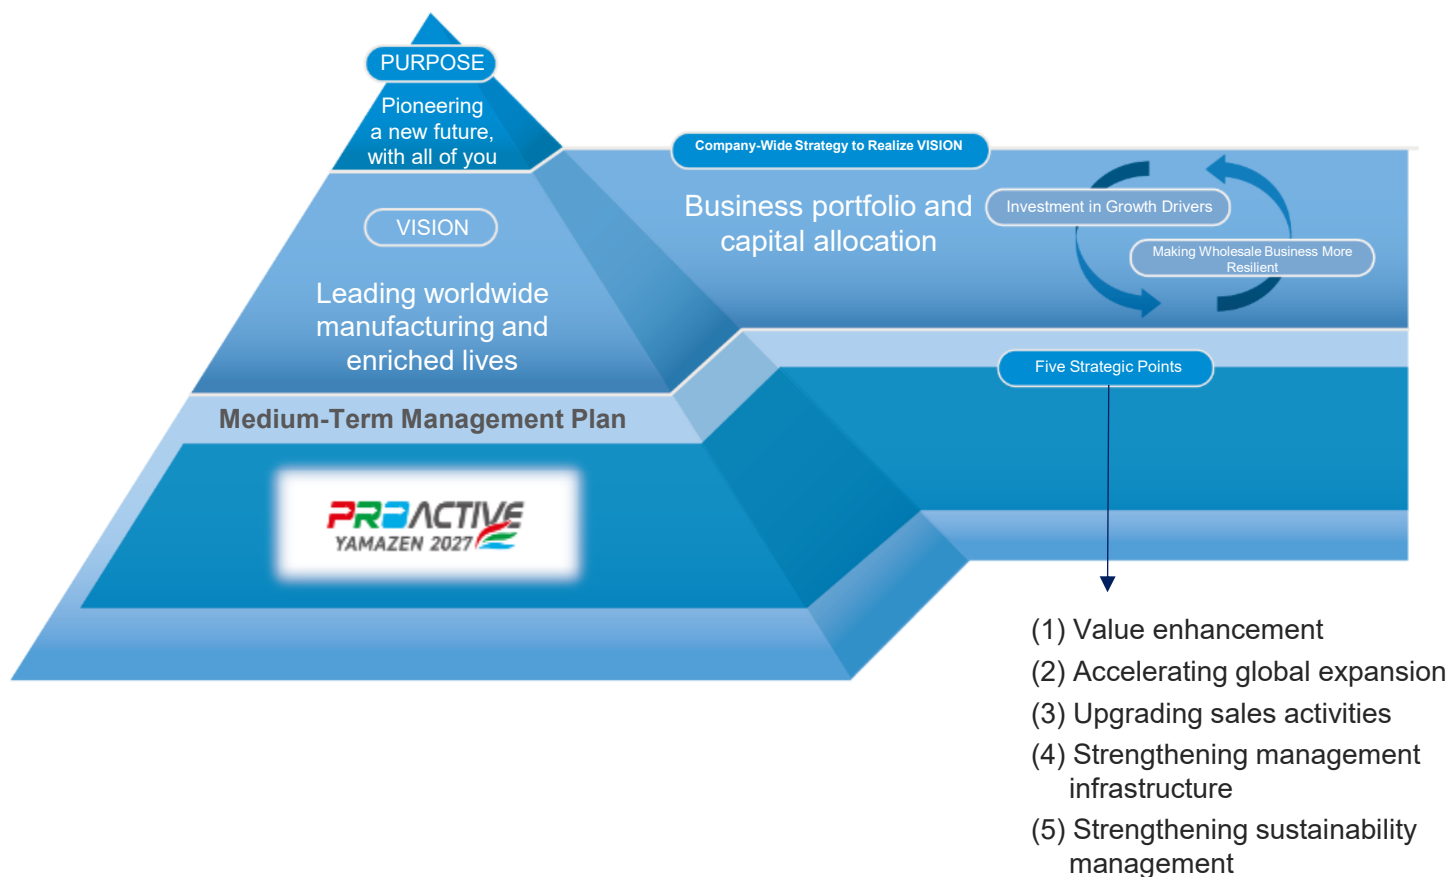 PURPOSE
Pioneering
a new future,
with all of you
VISION
Leading worldwide
manufacturing and
enriched lives
Company-Wide Strategy to Realize VISION
Business portfolio and
capital allocation
Investment in Growth Drivers
Making Wholesale Business More
Resilient
Medium-Term Management Plan
PROACTIVE
YAMAZEN 2027
Five Strategic Points
(1) Value enhancement
(2) Accelerating global expansion
(3) Upgrading sales activities
(4) Strengthening management
infrastructure
(5) Strengthening sustainability
management